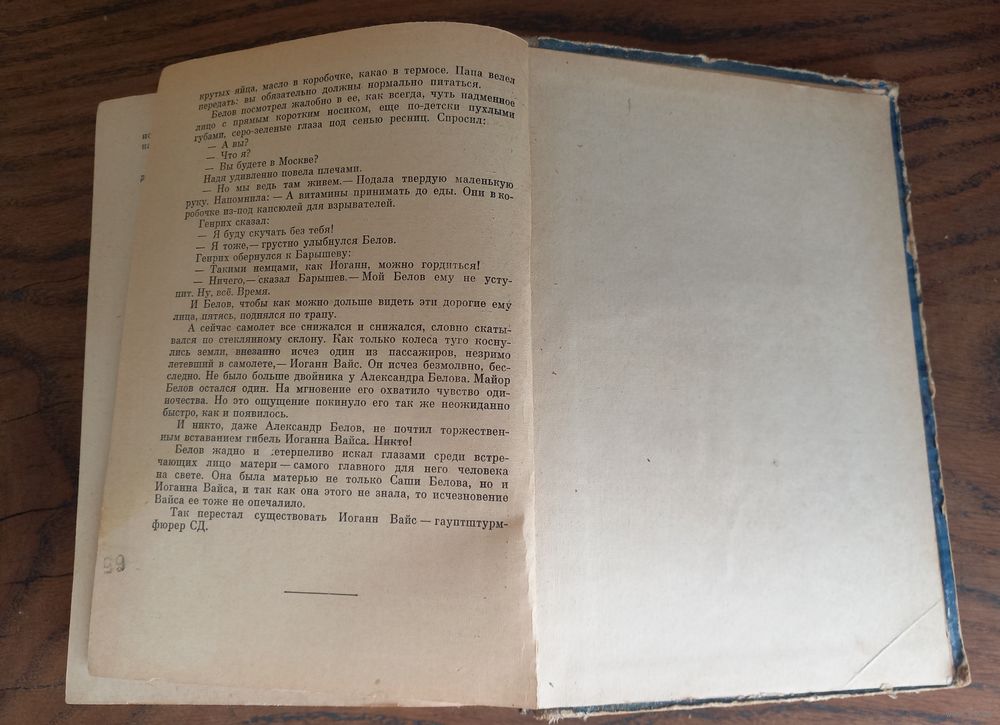 крутых яйца, масло в коробочке, какао в термосе. Папа велел
передать: вы обязательно должны нормально питаться.
Белов посмотрел жалобно в ее, как всегда, чуть надменное
лицо с прямым коротким носиком, еще по-детски пухлыми
губами, серо-зеленые глаза под сенью ресниц. Спросил:
— А вы?
— Что я?
— Вы будете в Москве?
Надя удивленно повела плечами.
— Но мы ведь там живем.— Подала твердую маленькую
руку. Напомнила: — А витамины принимать до еды. Они в ко-
робочке из-под капсюлей для взрывателей.
Генрих сказал:
— Я буду скучать без тебя!
— Я тоже,— грустно улыбнулся Белов.
Генрих обернулся к Барышеву:
— Такими немцами, как Иоганн, можно гордиться!
— Ничего,— сказал Барышев.— Мой Белов ему не усту-
пит. Ну, всё. Время.
И Белов, чтобы как можно дольше видеть эти дорогие ему
лица, пятясь, поднялся по трапу.
А сейчас самолет все снижался и снижался, словно скаты-
вался по стеклянному склону. Как только колеса туго косну-
лись земли, внезапно исчез один из пассажиров, незримо
летевший в самолете,— Иоганн Вайс. Он исчез безмолвно, бес-
следно. Не было больше двойника у Александра Белова. Майор
Белов остался один. На мгновение его охватило чувство оди-
ночества. Но это ощущение покинуло его так же неожиданно
быстро, как и появилось.
И никто, даже Александр Белов, не почтил торжествен-
ным вставанием гибель Иоганна Вайса. Никто!
Белов жадно и етерпеливо искал глазами среди встре-
чающих лицо матери — самого главного для него человека
на свете. Она была матерью не только Саши Белова, но и
Иоганна Вайса, и так как она этого не знала, то исчезновение
Вайса ее тоже не опечалило.
Так перестал существовать Иоганн Вайс — гауптштурм-
фюрер СД.